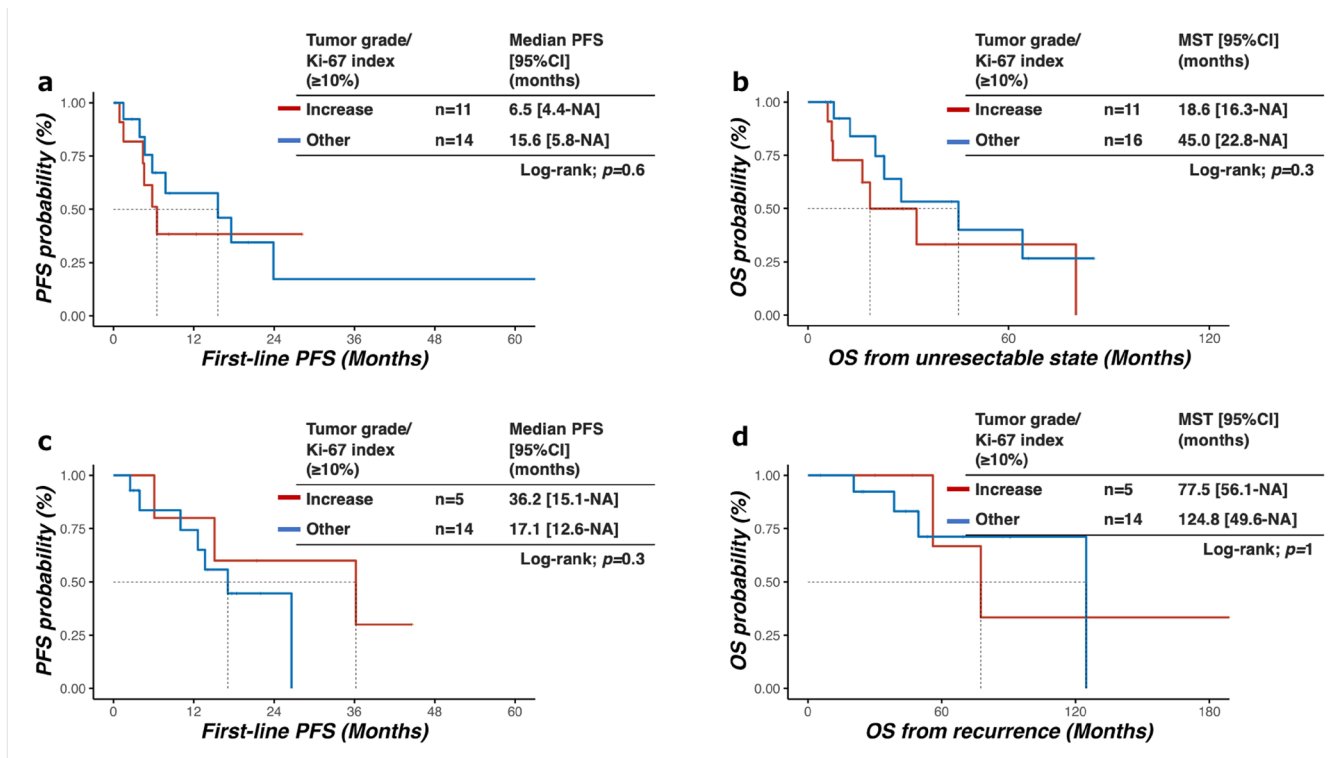 a
Tumor grade/
Ki-67 index
(≥10%)
Median PFS
[95%CI]
(months)
Increase n=11 6.5 [4.4-NA]
Other n=14 15.6 [5.8-NA]
Log-rank; p=0.6
PFS probability (%)
1.00
0.75
0.50
0.25
0.00
0 12 24 36 48 60
First-line PFS (Months)
b
Tumor grade/
Ki-67 index
(≥10%)
MST [95%CI]
(months)
Increase n=11 18.6 [16.3-NA]
Other n=16 45.0 [22.8-NA]
Log-rank; p=0.3
OS probability (%)
1.00
0.75
0.50
0.25
0.00
0 60 120
OS from unresectable state (Months)
c
Tumor grade/
Ki-67 index
(≥10%)
Median PFS
[95%CI]
(months)
Increase n=5 36.2 [15.1-NA]
Other n=14 17.1 [12.6-NA]
Log-rank; p=0.3
PFS probability (%)
1.00
0.75
0.50
0.25
0.00
0 12 24 36 48 60
First-line PFS (Months)
d
Tumor grade/
Ki-67 index
(≥10%)
MST [95%CI]
(months)
Increase n=5 77.5 [56.1-NA]
Other n=14 124.8 [49.6-NA]
Log-rank; p=1
OS probability (%)
1.00
0.75
0.50
0.25
0.00
0 60 120 180
OS from recurrence (Months)